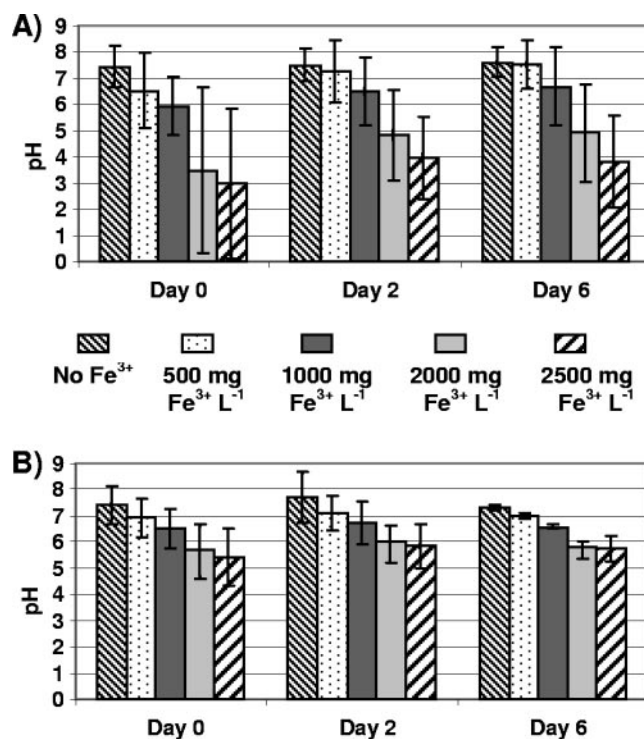 A)
9
8
7
6
5
4
3
2
1
0
pH
Day 0 Day 2 Day 6
No Fe³⁺ 500 mg 1000 mg 2000 mg 2500 mg
Fe³⁺ L⁻¹ Fe³⁺ L⁻¹ Fe³⁺ L⁻¹ Fe³⁺ L⁻¹
B)
9
8
7
6
5
4
3
2
1
0
pH
Day 0 Day 2 Day 6